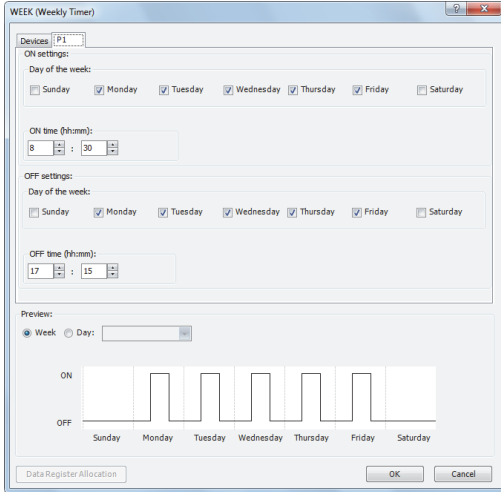 WEEK (Weekly Timer)
Devices P1
ON settings:
Day of the week:
Sunday Monday Tuesday Wednesday Thursday Friday Saturday
ON time (hh:mm):
8 : 30
OFF settings:
Day of the week:
Sunday Monday Tuesday Wednesday Thursday Friday Saturday
OFF time (hh:mm):
17 : 15
Preview:
Week Day:
ON
OFF
Sunday Monday Tuesday Wednesday Thursday Friday Saturday
Data Register Allocation OK Cancel